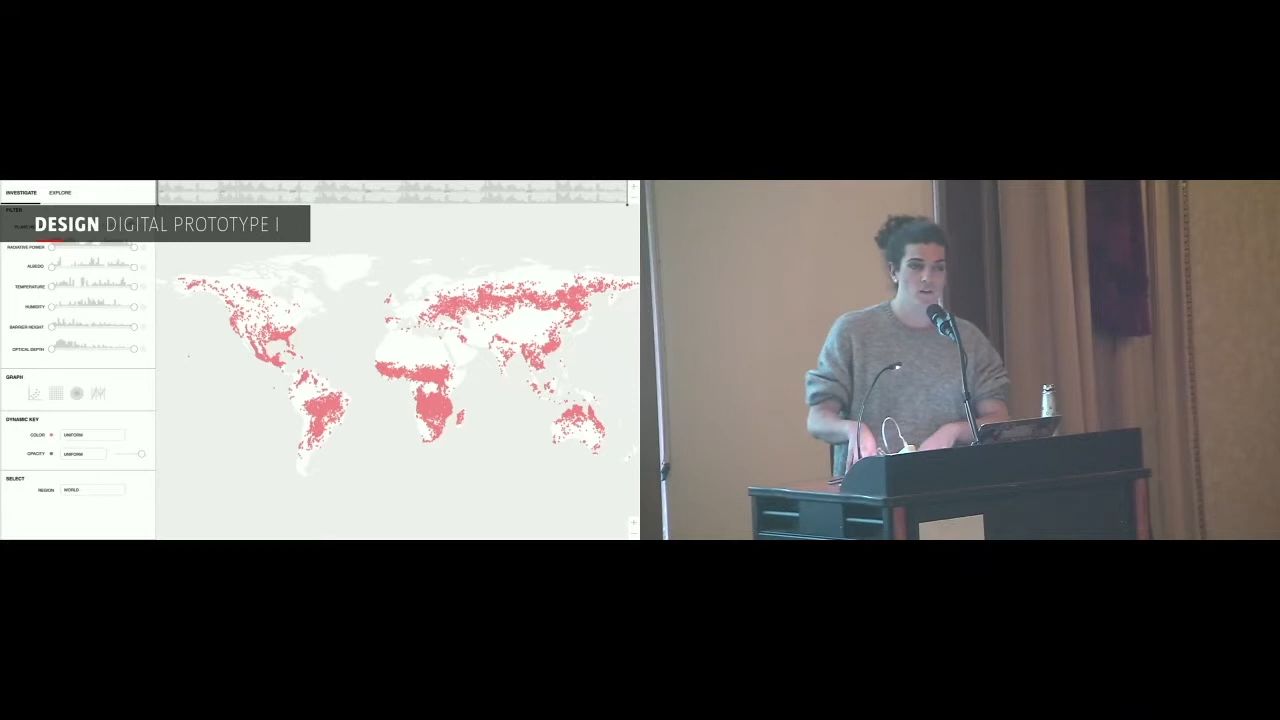 INVESTIGATE EXPLORE
FILTER
DESIGN DIGITAL PROTOTYPE I
RADIATIVE POWER
ALBEDO
TEMPERATURE
HUMIDITY
BARRIER HEIGHT
OPTICAL DEPTH
GRAPH
DYNAMIC KEY
COLOR UNIFORM
OPACITY UNIFORM
SELECT
REGION WORLD